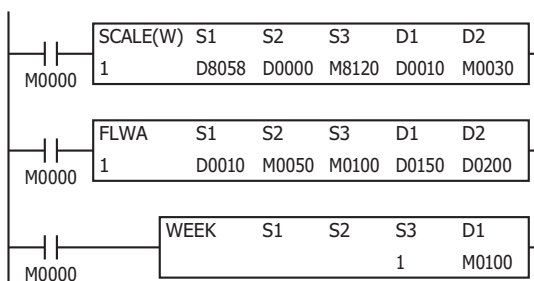 SCALE(W) S1 S2 S3 D1 D2
1 D8058 D0000 M8120 D0010 M0030
M0000
FLWA S1 S2 S3 D1 D2
1 D0010 M0050 M0100 D0150 D0200
M0000
WEEK S1 S2 S3 D1
1 M0100
M0000